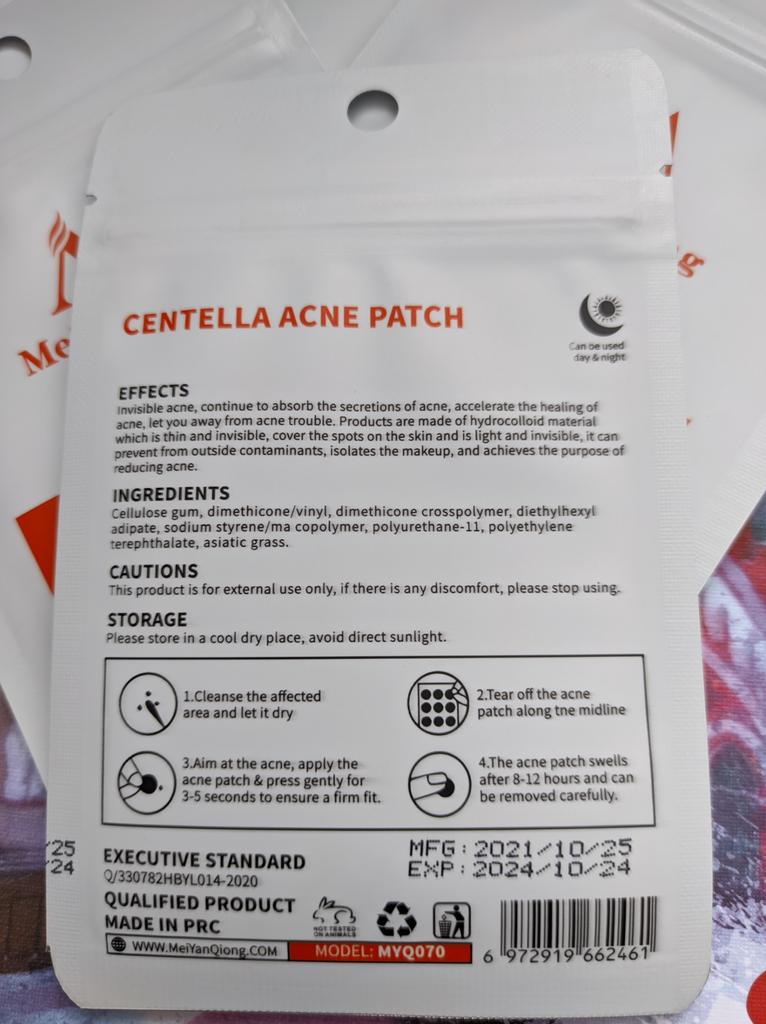 CENTELLA ACNE PATCH
Can be used
day & night
EFFECTS
Invisible acne, continue to absorb the secretions of acne, accelerate the healing of
acne, let you away from acne trouble. Products are made of hydrocolloid material
which is thin and invisible, cover the spots on the skin and is light and invisible, it can
prevent from outside contaminants, isolates the makeup, and achieves the purpose of
reducing acne.
INGREDIENTS
Cellulose gum, dimethicone/vinyl, dimethicone crosspolymer, diethylhexyl
adipate, sodium styrene/ma copolymer, polyurethane-11, polyethylene
terephthalate, asiatic grass.
CAUTIONS
This product is for external use only, if there is any discomfort, please stop using.
STORAGE
Please store in a cool dry place, avoid direct sunlight.
1.Cleanse the affected
area and let it dry
2.Tear off the acne
patch along the midline
3.Aim at the acne, apply the
acne patch & press gently for
3-5 seconds to ensure a firm fit.
4.The acne patch swells
after 8-12 hours and can
be removed carefully.
MFG: 2021/10/25
EXP: 2024/10/24
EXECUTIVE STANDARD
Q/330782HBYL014-2020
QUALIFIED PRODUCT
MADE IN PRC
NOT TESTED
ON ANIMALS
WWW.MEIYANQIONG.COM
MODEL: MYQ070
6 972919 662461
Me
g
/25
/24